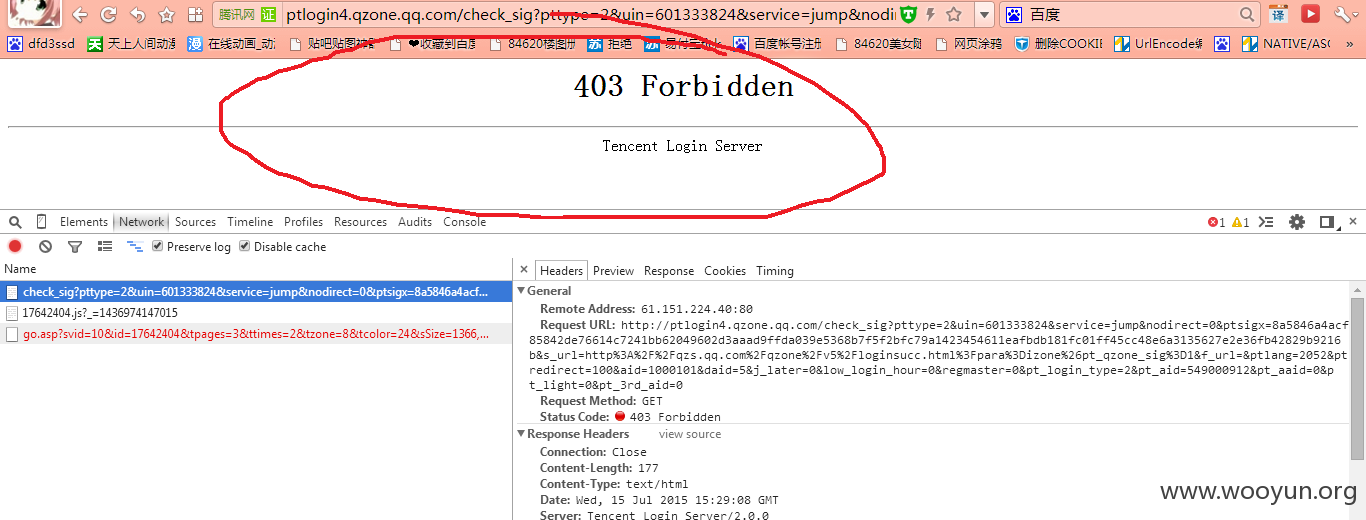 腾讯网 证 ptlogin4.qzone.qq.com/check_sig?pttype=2&uin=601333824&service=jump&nodi 百度 译
dfd3ssd 天上人间动漫 在线动画_动 贴吧贴图神器 ❤收藏到百度 84620楼图册 拒绝 百度帐号注册 84620美女贴 网页涂鸦 删除COOKIE UrlEncode编 NATIVE/ASC »
403 Forbidden
Tencent Login Server
Elements Network Sources Timeline Profiles Resources Audits Console 1 1
Preserve log Disable cache
Name
check_sig?pttype=2&uin=601333824&service=jump&nodirect=0&ptsigx=8a5846a4acf...
17642404.js?_=1436974147015
go.asp?svid=10&id=17642404&tpages=3&ttimes=2&tzone=8&tcolor=24&sSize=1366,...
× Headers Preview Response Cookies Timing
General
Remote Address: 61.151.224.40:80
Request URL: http://ptlogin4.qzone.qq.com/check_sig?pttype=2&uin=601333824&service=jump&nodirect=0&ptsigx=8a5846a4acf
85842de76614c7241bb62049602d3aaad9ffda039e5368b7f5f2bfc79a1423454611eafbdb181fc01ff45cc48e6a3135627e2e36fb42829b9216
b&s_url=http%3A%2F%2Fqzs.qq.com%2Fqzone%2Fv5%2Floginsucc.html%3Fpara%3Dizone%26pt_qzone_sig%3D1&f_url=&ptlang=2052&pt
redirect=100&aid=1000101&daid=5&j_later=0&low_login_hour=0&regmaster=0&pt_login_type=2&pt_aid=549000912&pt_aaid=0&p
t_light=0&pt_3rd_aid=0
Request Method: GET
Status Code: 403 Forbidden
Response Headers view source
Connection: Close
Content-Length: 177
Content-Type: text/html
Date: Wed, 15 Jul 2015 15:29:08 GMT
Server: Tencent Login Server/2.0.0
www.wooyun.org